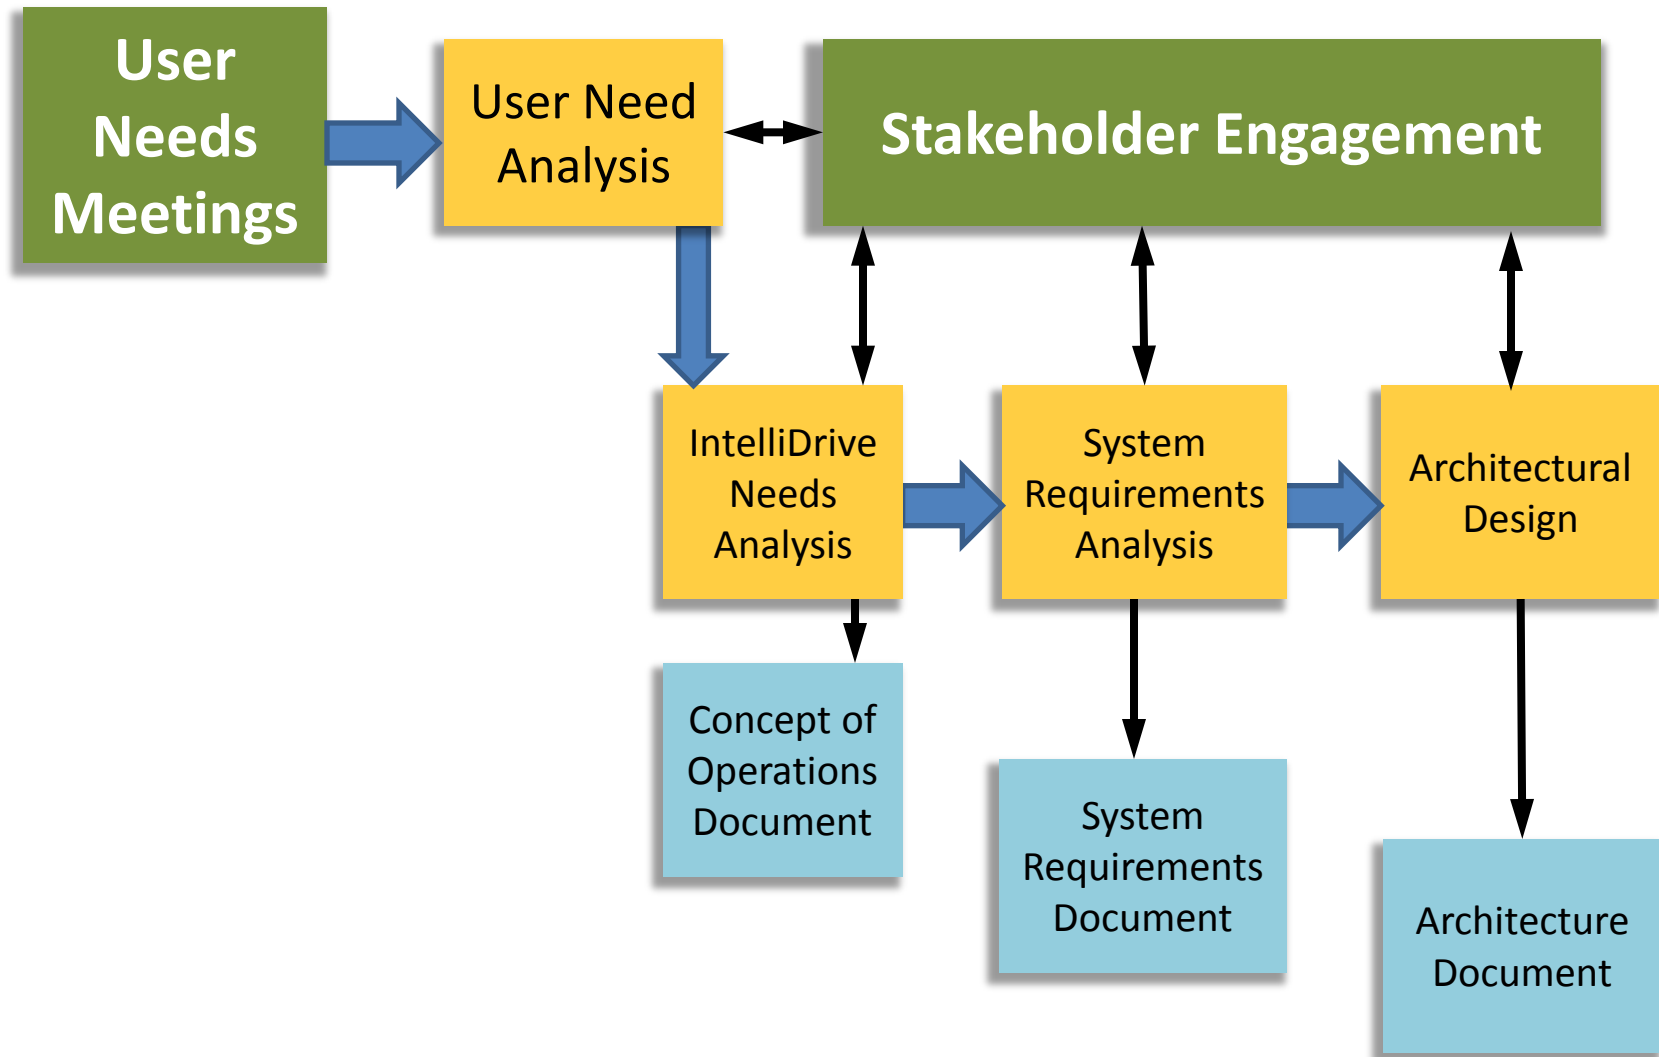 User
Needs
Meetings
User Need
Analysis
Stakeholder Engagement
IntelliDrive
Needs
Analysis
System
Requirements
Analysis
Architectural
Design
Concept of
Operations
Document
System
Requirements
Document
Architecture
Document